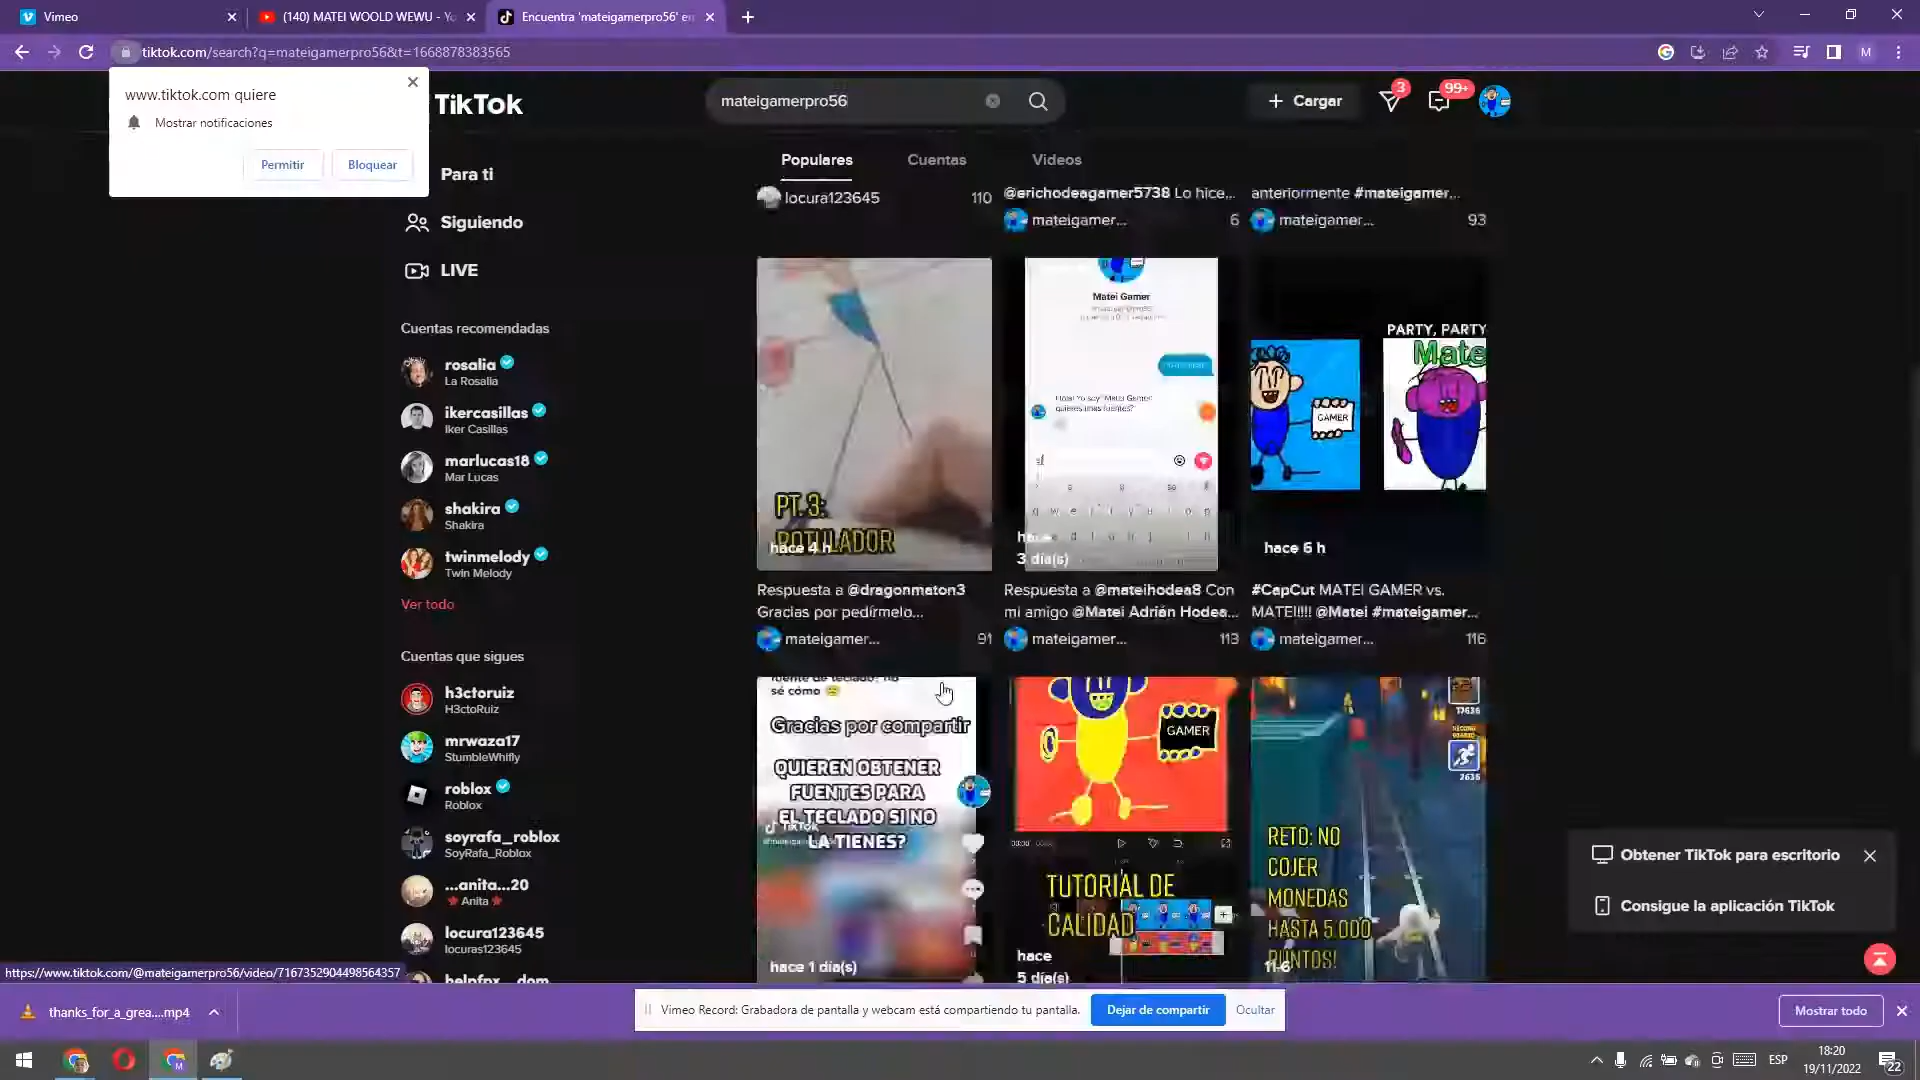 Vimeo
(140) MATEI WOOLD WEWU - Yo
Encuentra 'mateigamerpro56' en
tiktok.com/search?q=mateigamerpro56&t=1668878383565
M
www.tiktok.com quiere
Mostrar notificaciones
Permitir
Bloquear
TikTok
mateigamerpro56
Cargar
3
99+
Para ti
Siguiendo
LIVE
Cuentas recomendadas
rosalia
La Rosalia
ikercasillas
Iker Casillas
marlucas18
Mar Lucas
shakira
Shakira
twinmelody
Twin Melody
Ver todo
Cuentas que sigues
h3ctoruiz
H3ctoRuiz
mrwaza17
StumbleWhifly
roblox
Roblox
soyrafa_roblox
SoyRafa_Roblox
...anita...20
Anita
locura123645
locuras123645
Populares
Cuentas
Videos
locura123645
110
@erichodeagamer5738 Lo hice...
mateigamer...
6
anteriormente #mateigamer...
mateigamer...
93
PT. 3:
ROTULADOR
hace 4 h
Respuesta a @dragonmaton3
Gracias por pedírmelo...
mateigamer...
91
Matei Gamer
hace
3 día(s)
Respuesta a @mateihodea8 Con
mi amigo @Matei Adrián Hodea...
mateigamer...
113
PARTY, PARTY
Mate
GAMER
hace 6 h
#CapCut MATEI GAMER vs.
MATEI!!!! @Matei #mateigamer...
mateigamer...
116
sé cómo
Gracias por compartir
QUIEREN OBTENER
FUENTES PARA
EL TECLADO SI NO
LA TIENES?
TikTok
hace 1 día(s)
GAMER
TUTORIAL DE
CALIDAD
hace
5 día(s)
17636
2636
RETO: NO
COJER
MONEDAS
HASTA 5.000
PUNTOS!
11-6
Obtener TikTok para escritorio
Consigue la aplicación TikTok
https://www.tiktok.com/@mateigamerpro56/video/7167352904498564357
thanks_for_a_grea....mp4
Vimeo Record: Grabadora de pantalla y webcam está compartiendo tu pantalla.
Dejar de compartir
Ocultar
Mostrar todo
ESP
18:20
19/11/2022
22